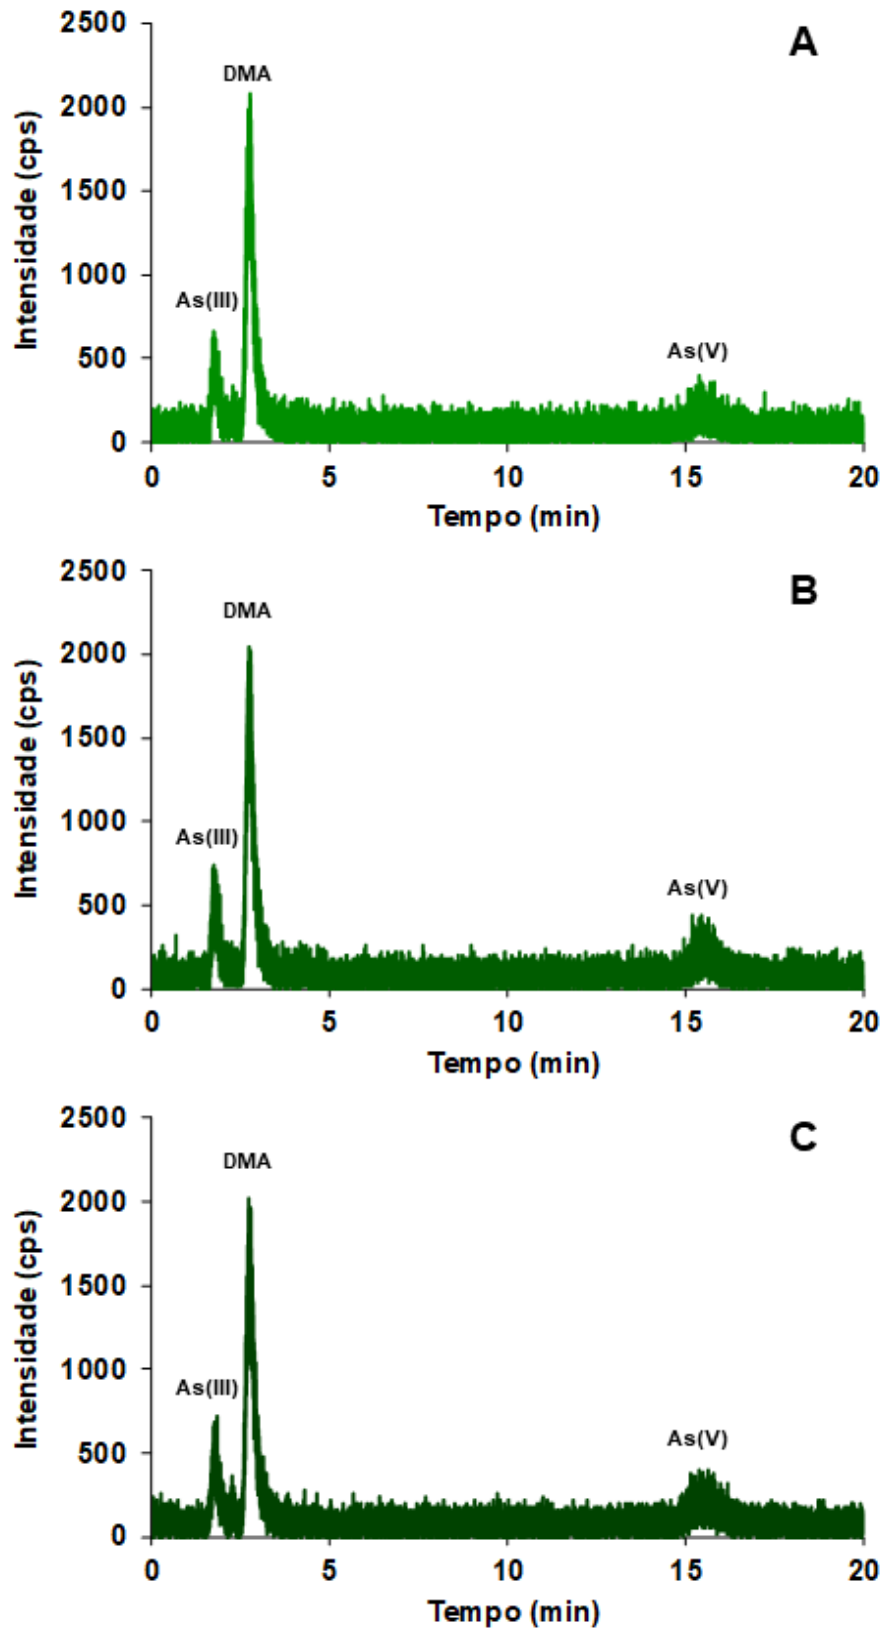 A
2500
2000
1500
1000
500
0
Intensidade (cps)
DMA
As(III)
As(V)
0 5 10 15 20
Tempo (min)
B
2500
2000
1500
1000
500
0
Intensidade (cps)
DMA
As(III)
As(V)
0 5 10 15 20
Tempo (min)
C
2500
2000
1500
1000
500
0
Intensidade (cps)
DMA
As(III)
As(V)
0 5 10 15 20
Tempo (min)